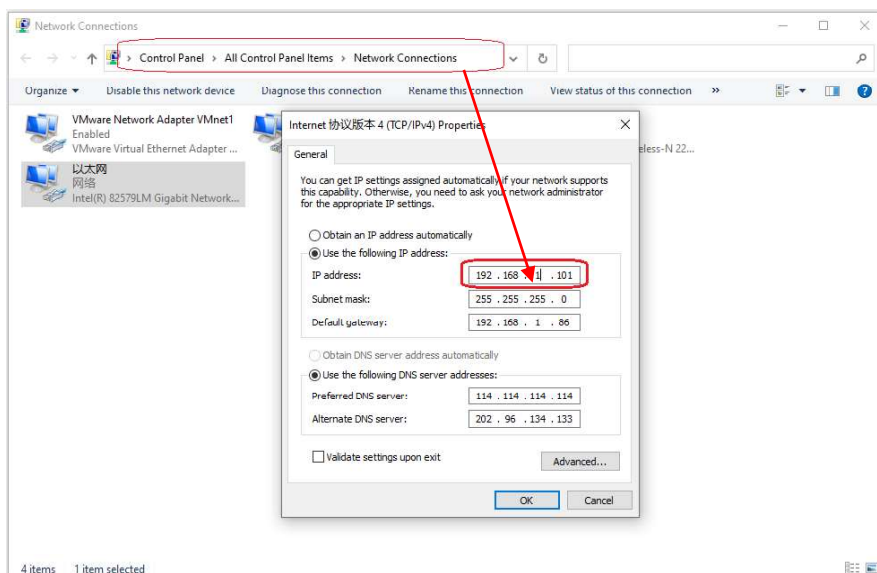 Network Connections
Control Panel › All Control Panel Items › Network Connections
Organize Disable this network device Diagnose this connection Rename this connection View status of this connection »
VMware Network Adapter VMnet1
Enabled
VMware Virtual Ethernet Adapter ...
以太网
网络
Intel(R) 82579LM Gigabit Network...
eless-N 22...
Internet 协议版本 4 (TCP/IPv4) Properties
General
You can get IP settings assigned automatically if your network supports
this capability. Otherwise, you need to ask your network administrator
for the appropriate IP settings.
Obtain an IP address automatically
Use the following IP address:
IP address: 192 . 168 . 1 . 101
Subnet mask: 255 . 255 . 255 . 0
Default gateway: 192 . 168 . 1 . 86
Obtain DNS server address automatically
Use the following DNS server addresses:
Preferred DNS server: 114 . 114 . 114 . 114
Alternate DNS server: 202 . 96 . 134 . 133
Validate settings upon exit
Advanced...
OK Cancel
4 items 1 item selected